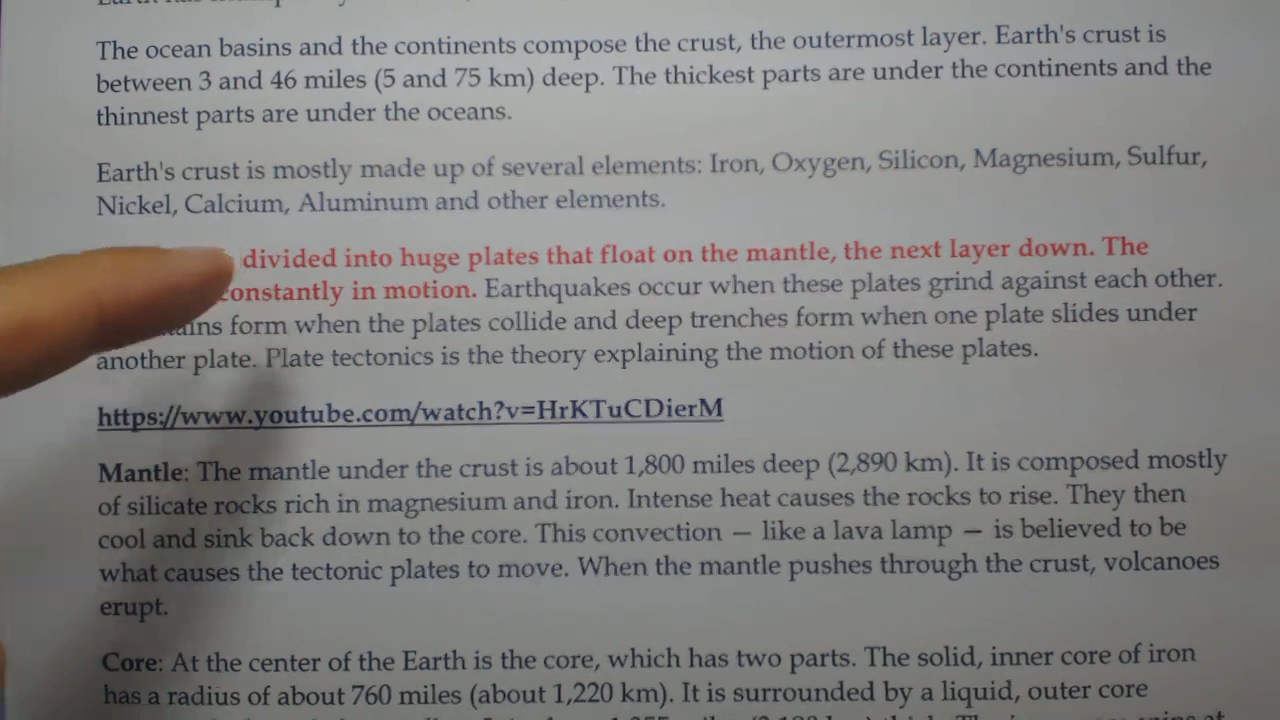 The ocean basins and the continents compose the crust, the outermost layer. Earth's crust is
between 3 and 46 miles (5 and 75 km) deep. The thickest parts are under the continents and the
thinnest parts are under the oceans.
Earth's crust is mostly made up of several elements: Iron, Oxygen, Silicon, Magnesium, Sulfur,
Nickel, Calcium, Aluminum and other elements.
divided into huge plates that float on the mantle, the next layer down. The
constantly in motion. Earthquakes occur when these plates grind against each other.
form when the plates collide and deep trenches form when one plate slides under
another plate. Plate tectonics is the theory explaining the motion of these plates.
https://www.youtube.com/watch?v=HrKTuCDierM
Mantle: The mantle under the crust is about 1,800 miles deep (2,890 km). It is composed mostly
of silicate rocks rich in magnesium and iron. Intense heat causes the rocks to rise. They then
cool and sink back down to the core. This convection — like a lava lamp — is believed to be
what causes the tectonic plates to move. When the mantle pushes through the crust, volcanoes
erupt.
Core: At the center of the Earth is the core, which has two parts. The solid, inner core of iron
has a radius of about 760 miles (about 1,220 km). It is surrounded by a liquid, outer core